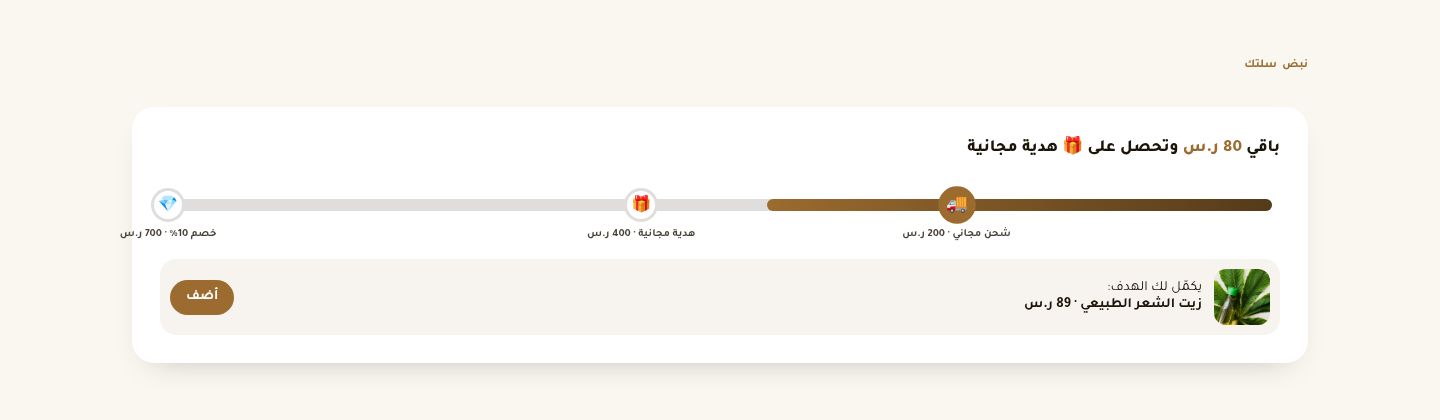 نبض سلتك
باقي 80 ر.س وتحصل على 🎁 هدية مجانية
شحن مجاني · 200 ر.س
هدية مجانية · 400 ر.س
خصم 10% · 700 ر.س
يكمّل لك الهدف:
زيت الشعر الطبيعي · 89 ر.س
أضف